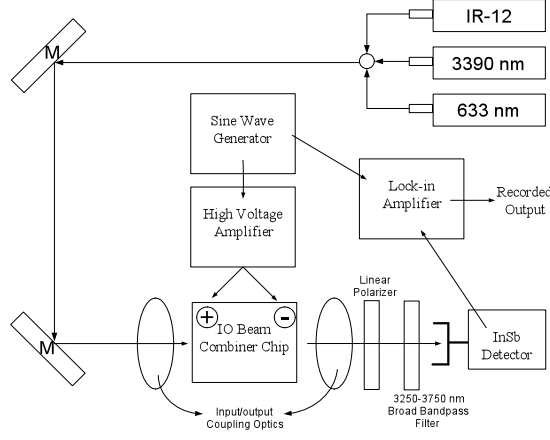 IR-12
3390 nm
633 nm
M
Sine Wave
Generator
Lock-in
Amplifier
Recorded
Output
High Voltage
Amplifier
Linear
Polarizer
M
+
IO Beam
Combiner Chip
-
InSb
Detector
Input/output
Coupling Optics
3250-3750 nm
Broad Bandpass
Filter